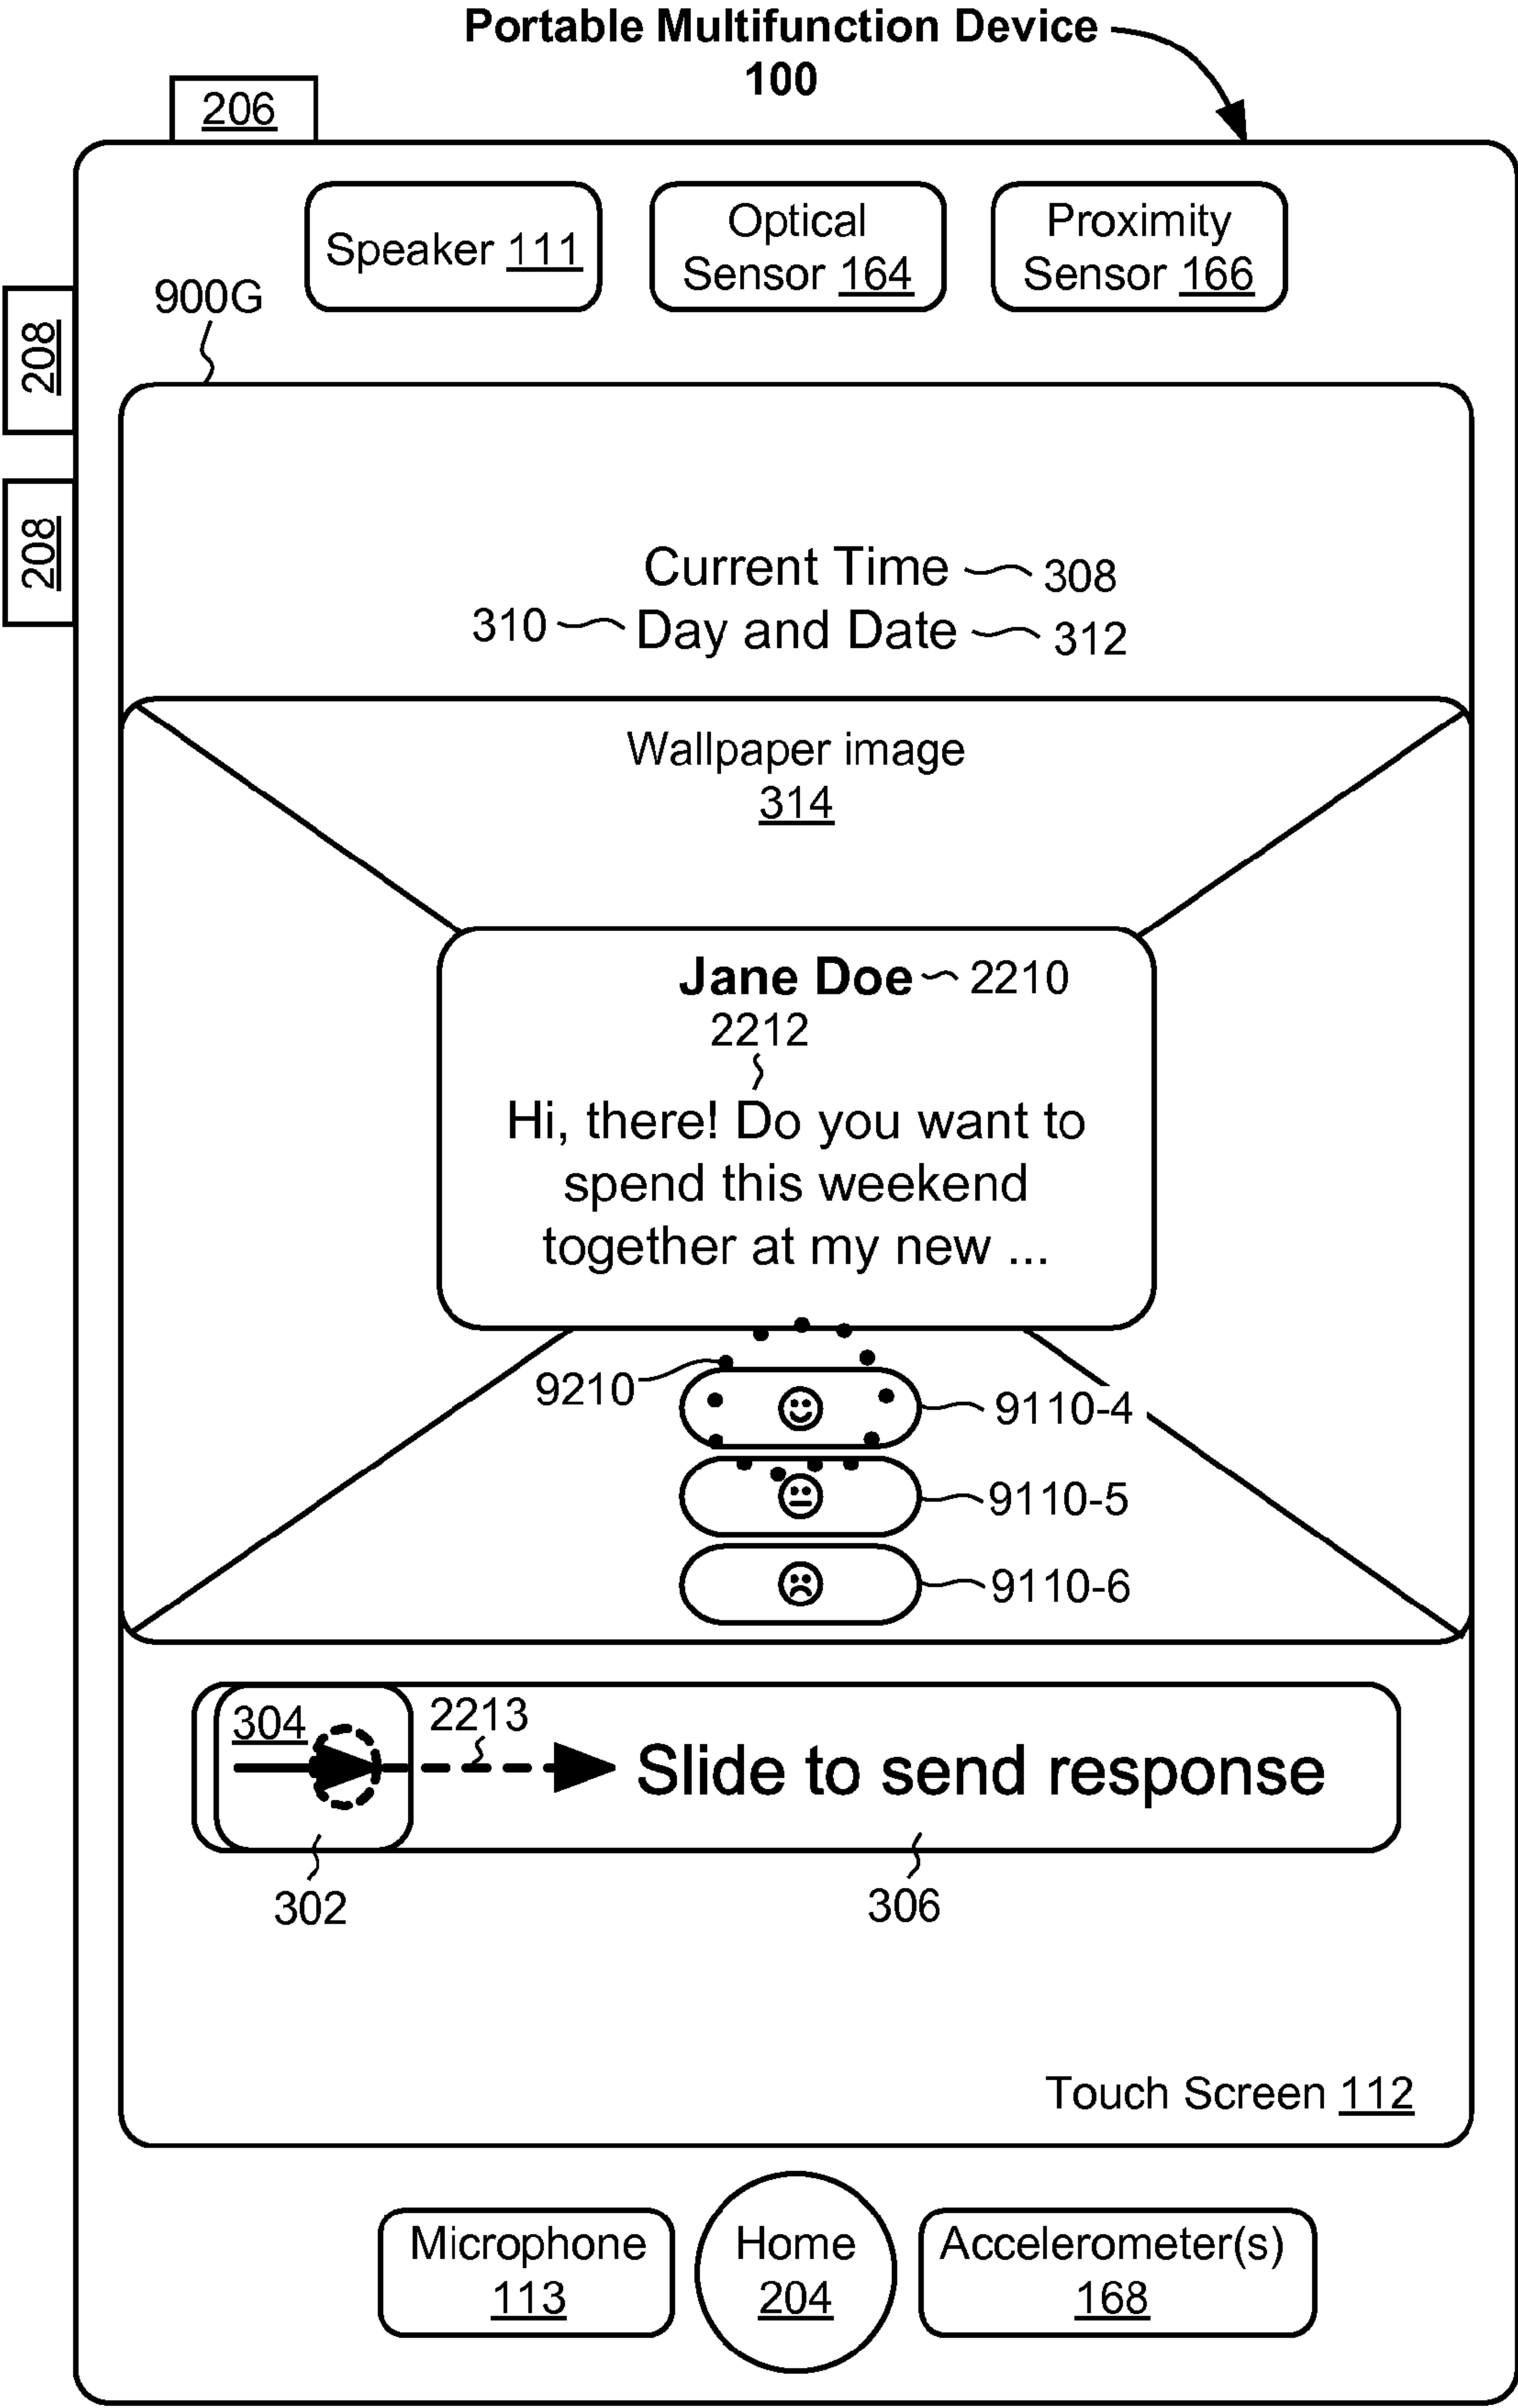 Portable Multifunction Device
100
206
Speaker 111
Optical
Sensor 164
Proximity
Sensor 166
208
900G
208
Current Time 308
310 Day and Date 312
Wallpaper image
314
Jane Doe 2210
2212
Hi, there! Do you want to
spend this weekend
together at my new ...
9210
9110-4
9110-5
9110-6
304
2213
Slide to send response
302
306
Touch Screen 112
Microphone
113
Home
204
Accelerometer(s)
168